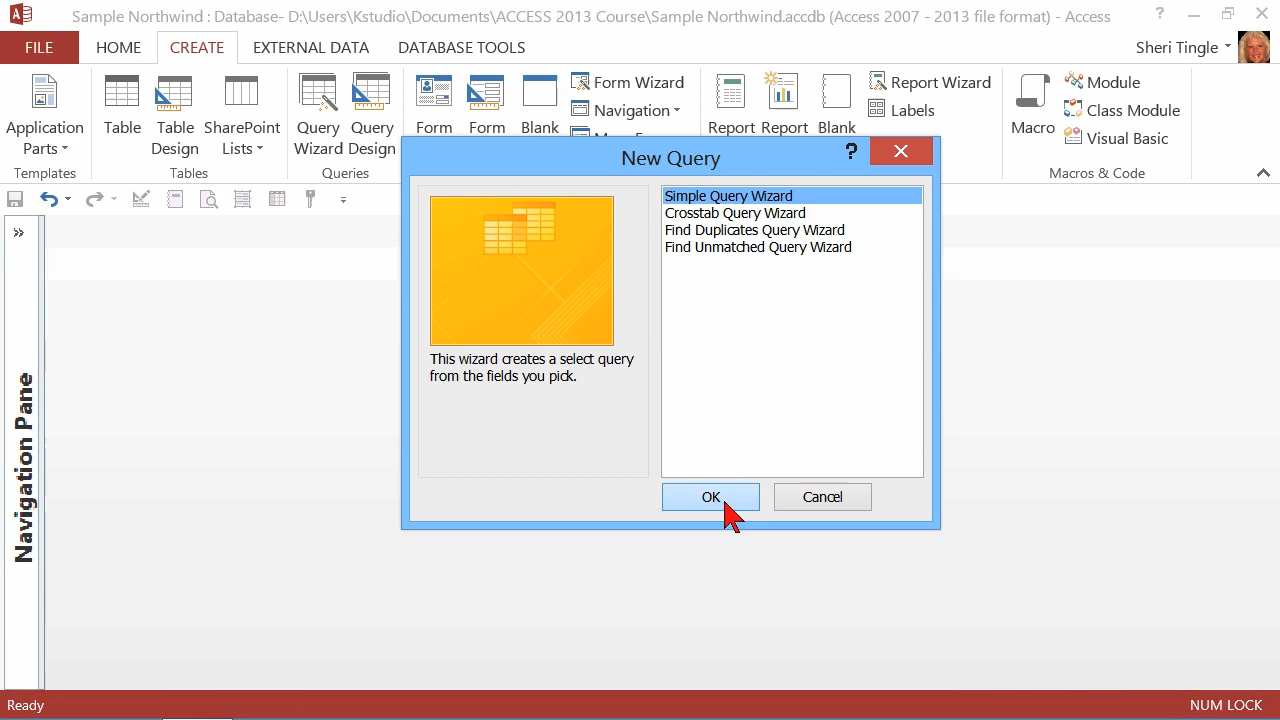 Sample Northwind : Database- D:\Users\Kstudio\Documents\ACCESS 2013 Course\Sample Northwind.accdb (Access 2007 - 2013 file format) - Access
?
FILE HOME CREATE EXTERNAL DATA DATABASE TOOLS Sheri Tingle
Application Parts
Templates
Table
Table Design
SharePoint Lists
Tables
Query Wizard
Query Design
Queries
Form
Form
Blank
Form Wizard
Navigation
Report
Report
Blank
Report Wizard
Labels
Macro
Module
Class Module
Visual Basic
Macros & Code
Navigation Pane
New Query
?
Simple Query Wizard
Crosstab Query Wizard
Find Duplicates Query Wizard
Find Unmatched Query Wizard
This wizard creates a select query
from the fields you pick.
OK Cancel
Ready NUM LOCK